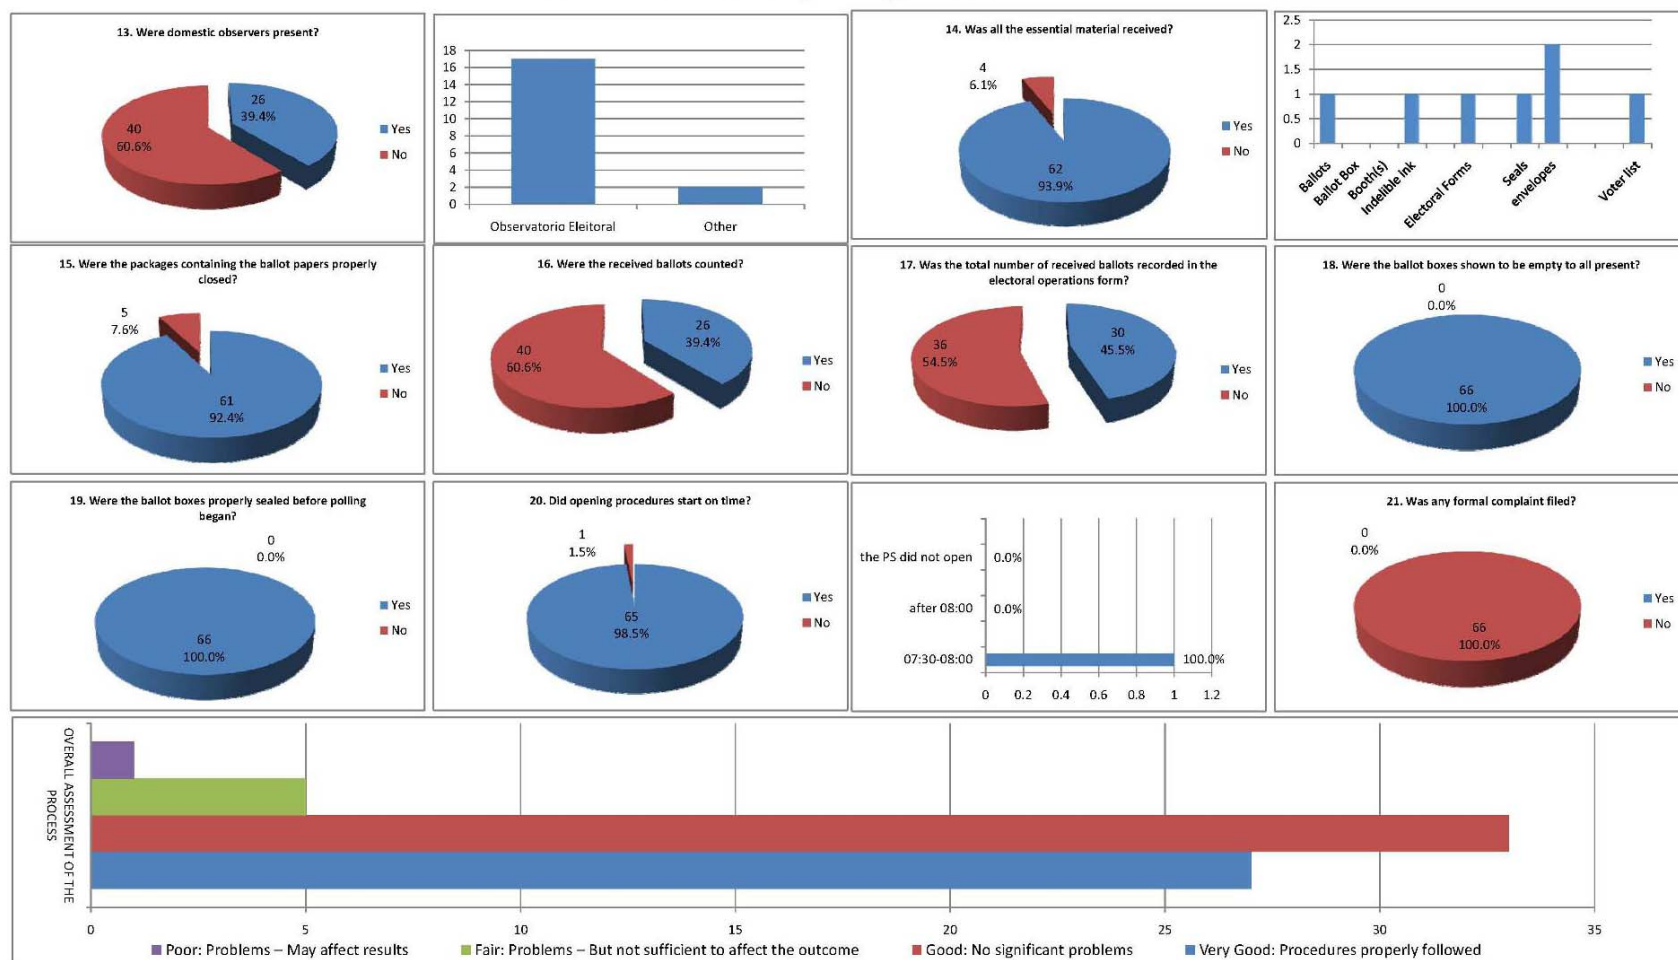 13. Were domestic observers present?
26
39.4%
40
60.6%
Yes
No
18
16
14
12
10
8
6
4
2
0
Observatorio Eleitoral
Other
14. Was all the essential material received?
4
6.1%
62
93.9%
Yes
No
2.5
2
1.5
1
0.5
0
Ballots
Ballot Box
Booth(s)
Indelible ink
Electoral Forms
Seals
envelopes
Voter list
15. Were the packages containing the ballot papers properly
closed?
5
7.6%
61
92.4%
Yes
No
16. Were the received ballots counted?
26
39.4%
40
60.6%
Yes
No
17. Was the total number of received ballots recorded in the
electoral operations form?
30
45.5%
36
54.5%
Yes
No
18. Were the ballot boxes shown to be empty to all present?
0
0.0%
66
100.0%
Yes
No
19. Were the ballot boxes properly sealed before polling
began?
0
0.0%
66
100.0%
Yes
No
20. Did opening procedures start on time?
1
1.5%
65
98.5%
Yes
No
the PS did not open
0.0%
after 08:00
0.0%
07:30-08:00
100.0%
0 0.2 0.4 0.6 0.8 1 1.2
21. Was any formal complaint filed?
0
0.0%
66
100.0%
Yes
No
OVERALL ASSESSMENT OF THE
PROCESS
0 5 10 15 20 25 30 35
Poor: Problems – May affect results
Fair: Problems – But not sufficient to affect the outcome
Good: No significant problems
Very Good: Procedures properly followed